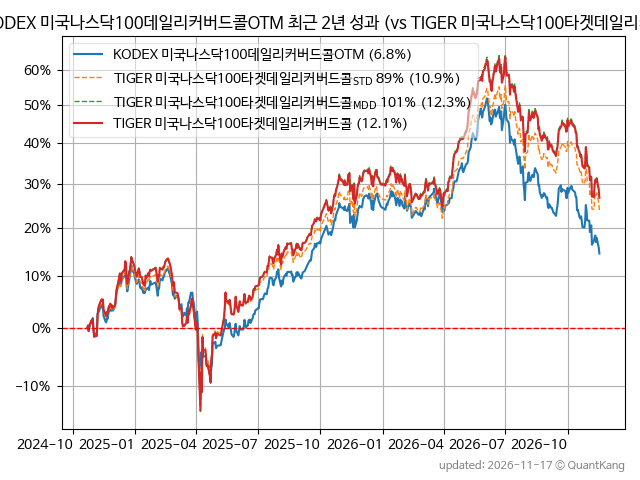 ODEX 미국나스닥100데일리커버드콜OTM 최근 2년 성과 (vs TIGER 미국나스닥100타겟데일리
KODEX 미국나스닥100데일리커버드콜OTM (6.8%)
TIGER 미국나스닥100타겟데일리커버드콜STD 89% (10.9%)
TIGER 미국나스닥100타겟데일리커버드콜MDD 101% (12.3%)
TIGER 미국나스닥100타겟데일리커버드콜 (12.1%)
60%
50%
40%
30%
20%
10%
0%
−10%
2024-10 2025-01 2025-04 2025-07 2025-10 2026-01 2026-04 2026-07 2026-10
updated: 2026-11-17 © QuantKang